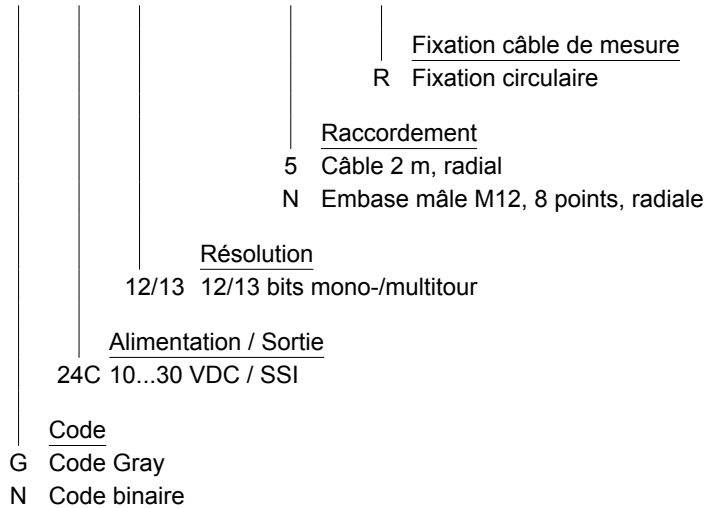 Fixation câble de mesure
R Fixation circulaire
Raccordement
5 Câble 2 m, radial
N Embase mâle M12, 8 points, radiale
Résolution
12/13 12/13 bits mono-/multitour
Alimentation / Sortie
24C 10...30 VDC / SSI
Code
G Code Gray
N Code binaire